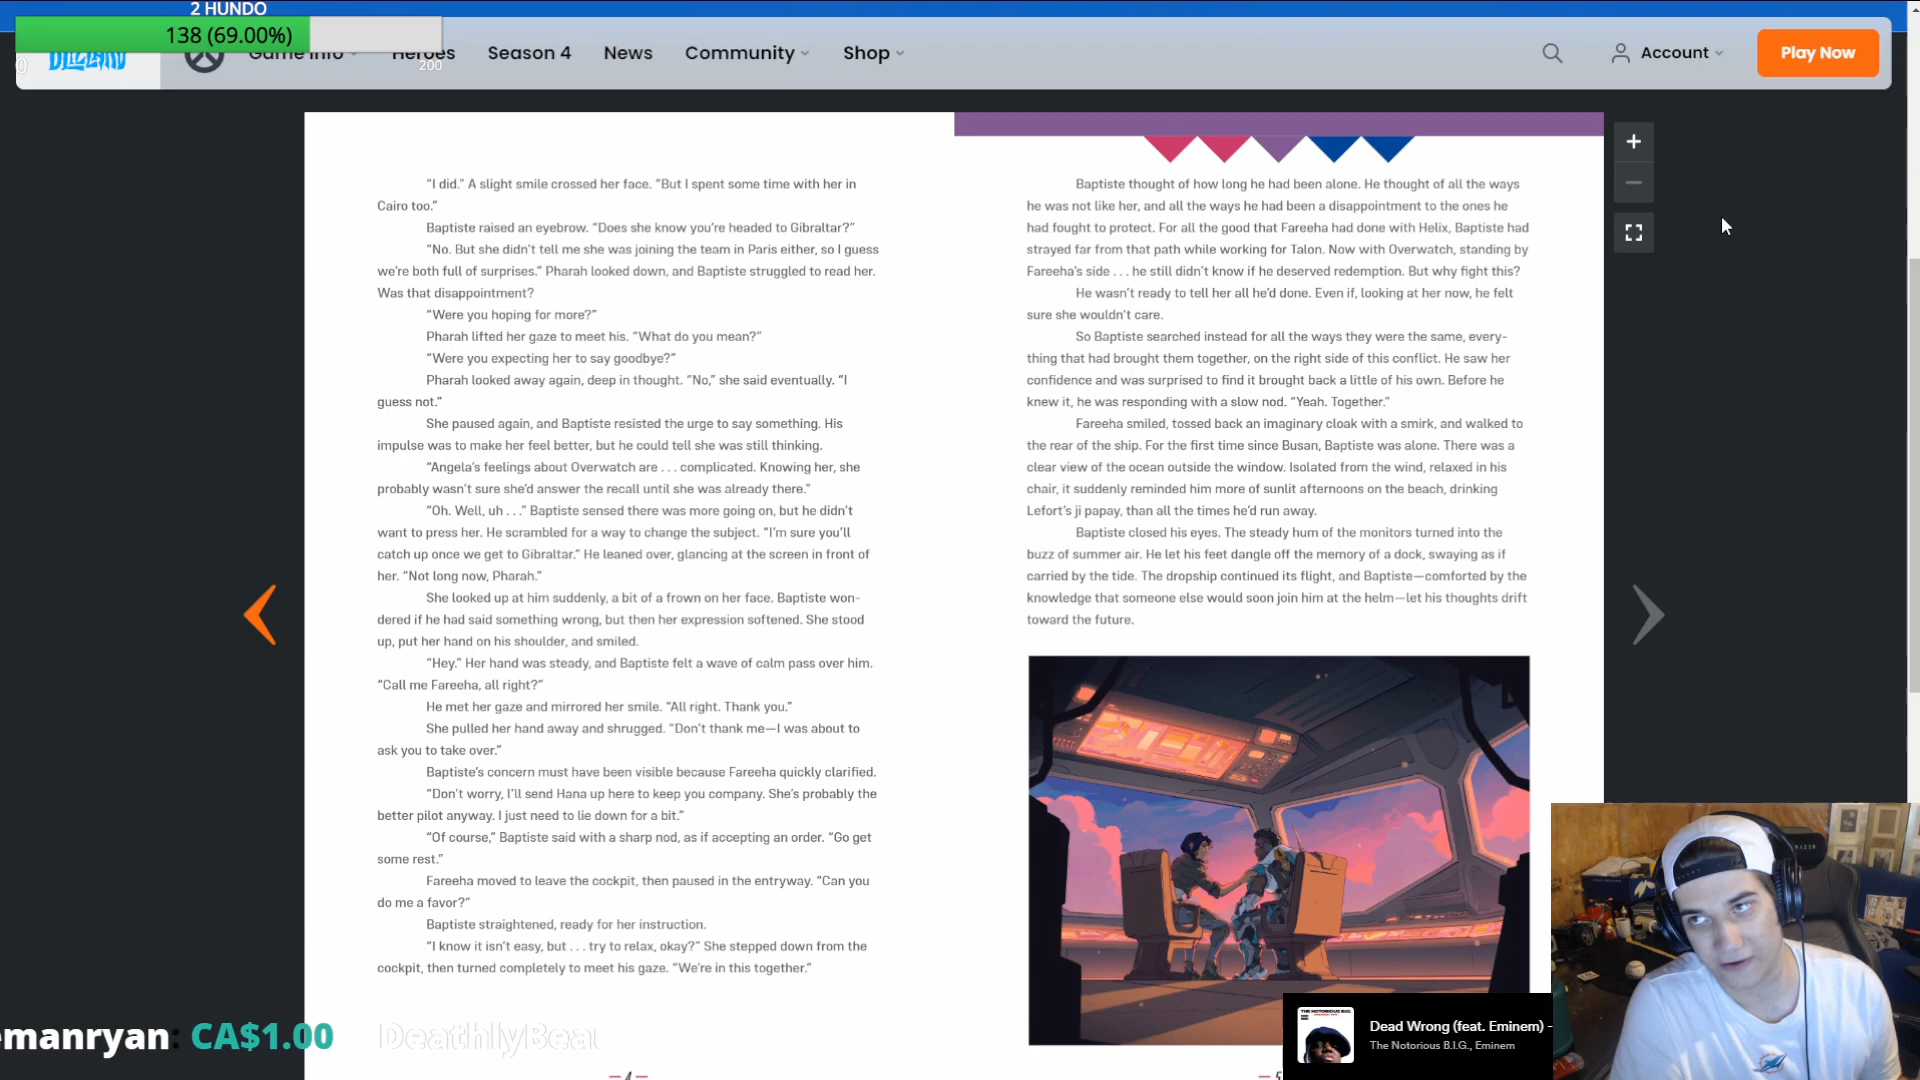 2 HUNDO
138 (69.00%)
0
200
Game Info
Heroes
Season 4
News
Community
Shop
Account
Play Now
“I did.” A slight smile crossed her face. “But I spent some time with her in
Cairo too.”
Baptiste raised an eyebrow. “Does she know you’re headed to Gibraltar?”
“No. But she didn’t tell me she was joining the team in Paris either, so I guess
we’re both full of surprises.” Pharah looked down, and Baptiste struggled to read her.
Was that disappointment?
“Were you hoping for more?”
Pharah lifted her gaze to meet his. “What do you mean?”
“Were you expecting her to say goodbye?”
Pharah looked away again, deep in thought. “No,” she said eventually. “I
guess not.”
She paused again, and Baptiste resisted the urge to say something. His
impulse was to make her feel better, but he could tell she was still thinking.
“Angela’s feelings about Overwatch are . . . complicated. Knowing her, she
probably wasn’t sure she’d answer the recall until she was already there.”
“Oh. Well, uh . . .” Baptiste sensed there was more going on, but he didn’t
want to press her. He scrambled for a way to change the subject. “I’m sure you’ll
catch up once we get to Gibraltar.” He leaned over, glancing at the screen in front of
her. “Not long now, Pharah.”
She looked up at him suddenly, a bit of a frown on her face. Baptiste won-
dered if he had said something wrong, but then her expression softened. She stood
up, put her hand on his shoulder, and smiled.
“Hey.” Her hand was steady, and Baptiste felt a wave of calm pass over him.
“Call me Fareeha, all right?”
He met her gaze and mirrored her smile. “All right. Thank you.”
She pulled her hand away and shrugged. “Don’t thank me—I was about to
ask you to take over.”
Baptiste’s concern must have been visible because Fareeha quickly clarified.
“Don’t worry, I’ll send Hana up here to keep you company. She’s probably the
better pilot anyway. I just need to lie down for a bit.”
“Of course,” Baptiste said with a sharp nod, as if accepting an order. “Go get
some rest.”
Fareeha moved to leave the cockpit, then paused in the entryway. “Can you
do me a favor?”
Baptiste straightened, ready for her instruction.
“I know it isn’t easy, but . . . try to relax, okay?” She stepped down from the
cockpit, then turned completely to meet his gaze. “We’re in this together.”
— 4 —
Baptiste thought of how long he had been alone. He thought of all the ways
he was not like her, and all the ways he had been a disappointment to the ones he
had fought to protect. For all the good that Fareeha had done with Helix, Baptiste had
strayed far from that path while working for Talon. Now with Overwatch, standing by
Fareeha’s side . . . he still didn’t know if he deserved redemption. But why fight this?
He wasn’t ready to tell her all he’d done. Even if, looking at her now, he felt
sure she wouldn’t care.
So Baptiste searched instead for all the ways they were the same, every-
thing that had brought them together, on the right side of this conflict. He saw her
confidence and was surprised to find it brought back a little of his own. Before he
knew it, he was responding with a slow nod. “Yeah. Together.”
Fareeha smiled, tossed back an imaginary cloak with a smirk, and walked to
the rear of the ship. For the first time since Busan, Baptiste was alone. There was a
clear view of the ocean outside the window. Isolated from the wind, relaxed in his
chair, it suddenly reminded him more of sunlit afternoons on the beach, drinking
Lefort’s ji papay, than all the times he’d run away.
Baptiste closed his eyes. The steady hum of the monitors turned into the
buzz of summer air. He let his feet dangle off the memory of a dock, swaying as if
carried by the tide. The dropship continued its flight, and Baptiste—comforted by the
knowledge that someone else would soon join him at the helm—let his thoughts drift
toward the future.
— 5
emanryan: CA$1.00
DeathlyBea
Dead Wrong (feat. Eminem) -
The Notorious B.I.G., Eminem